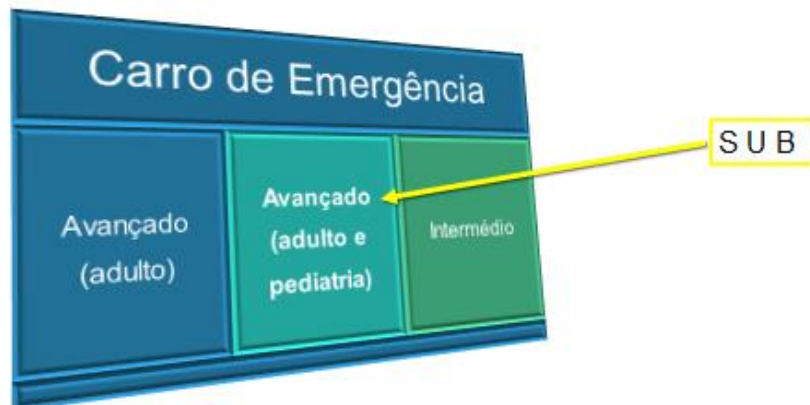 Carro de Emergência
Avançado
(adulto)
Avançado
(adulto e
pediatria)
Intermédio
S U B